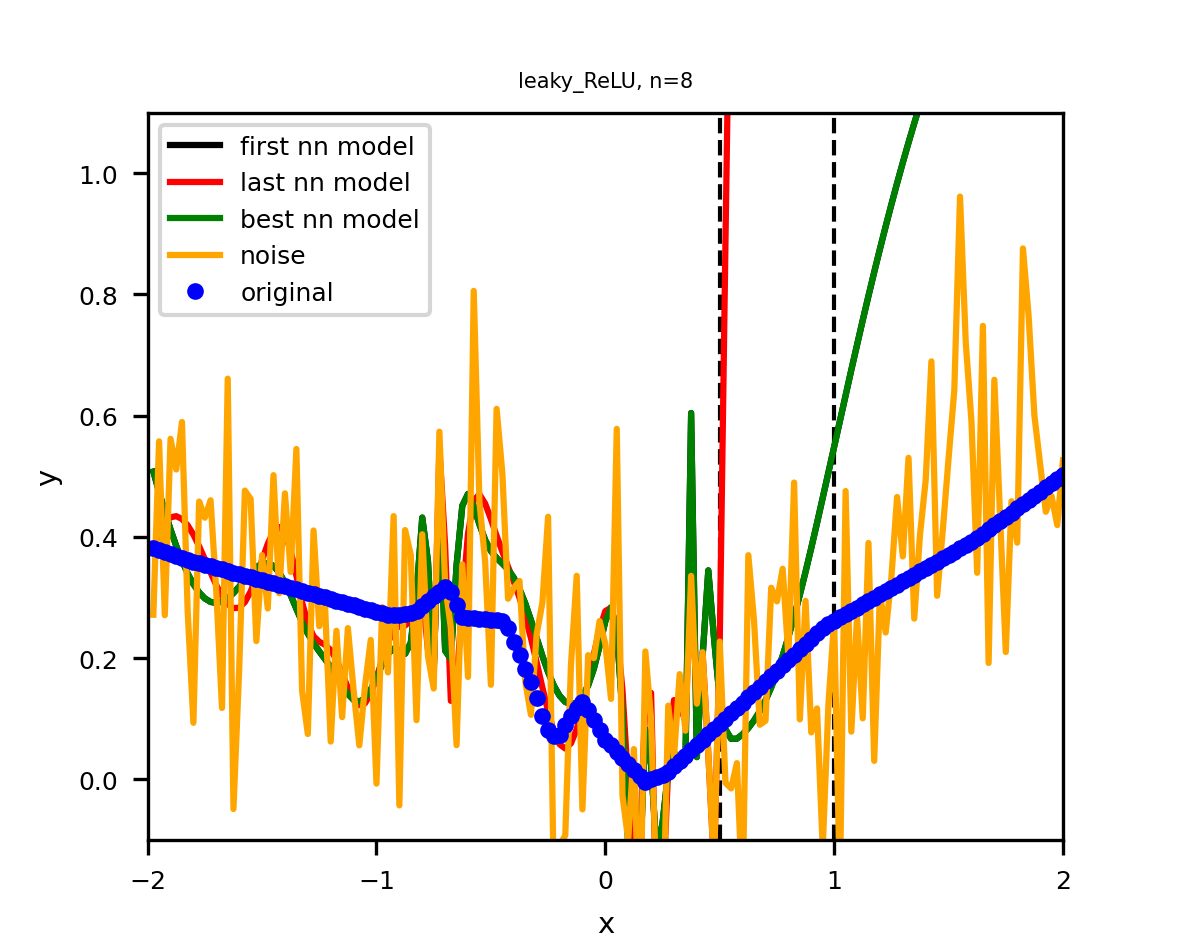 leaky_ReLU, n=8
first nn model
last nn model
best nn model
noise
original
1.0
0.8
0.6
0.4
0.2
0.0
y
−2
−1
0
1
2
x